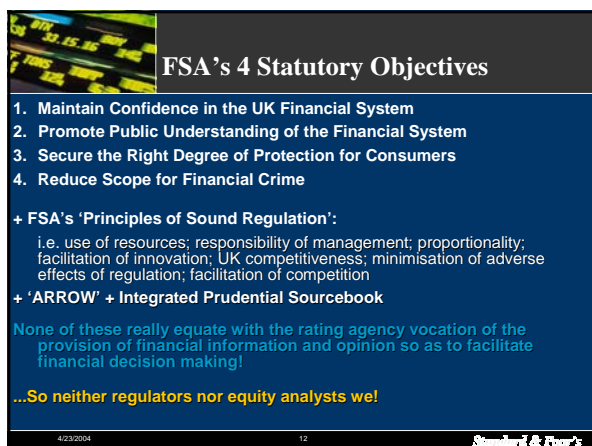 FSA's 4 Statutory Objectives
1. Maintain Confidence in the UK Financial System
2. Promote Public Understanding of the Financial System
3. Secure the Right Degree of Protection for Consumers
4. Reduce Scope for Financial Crime
+ FSA's 'Principles of Sound Regulation':
i.e. use of resources; responsibility of management; proportionality;
facilitation of innovation; UK competitiveness; minimisation of adverse
effects of regulation; facilitation of competition
+ 'ARROW' + Integrated Prudential Sourcebook
None of these really equate with the rating agency vocation of the
provision of financial information and opinion so as to facilitate
financial decision making!
...So neither regulators nor equity analysts we!
4/23/2004
12
Standard & Poor's